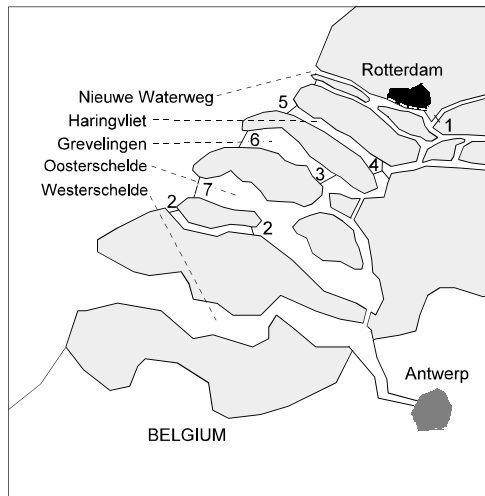 Rotterdam
Nieuwe Waterweg
5
Haringvliet
1
Grevelingen
6
Oosterschelde
4
3
Westerschelde
7
2
2
Antwerp
BELGIUM